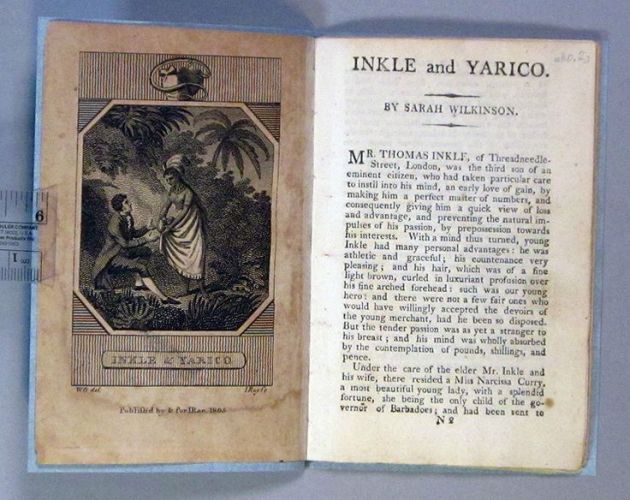 INKLE & YARICO
Published by & for I Roe. 1805
6
1
INKLE and YARICO.
BY SARAH WILKINSON.
MR. THOMAS INKLE, of Threadneedle-
Street, London, was the third son of an
eminent citizen, who had taken particular care
to instil into his mind, an early love of gain, by
making him a perfect master of numbers, and
consequently giving him a quick view of loss
and advantage, and preventing the natural im-
pulses of his passion, by prepossession towards
his interests. With a mind thus turned, young
Inkle had many personal advantages: he was
athletic and graceful; his countenance very
pleasing; and his hair, which was of a fine
light brown, curled in luxuriant profusion over
his fine arched forehead: such was our young
hero: and there were not a few fair ones who
would have willingly accepted the devoirs of
the young merchant, had he been so disposed.
But the tender passion was as yet a stranger to
his breast; and his mind was wholly absorbed
by the contemplation of pounds, shillings, and
pence.
Under the care of the elder Mr. Inkle and
his wife, there resided a Miss Narcissa Curry,
a most beautiful young lady, with a splendid
fortune, she being the only child of the go-
vernor of Barbadoes; and had been sent to
N 2